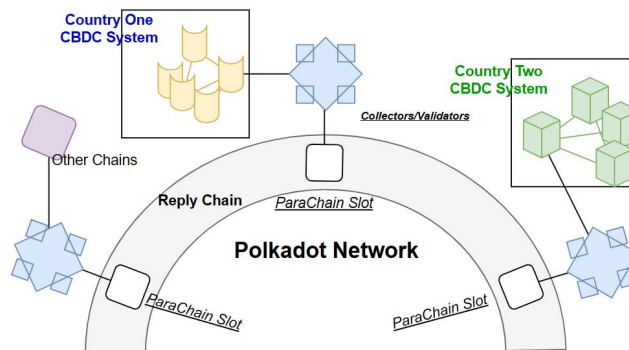 Country One
CBDC System
Country Two
CBDC System
Collectors/Validators
Other Chains
Reply Chain
ParaChain Slot
Polkadot Network
ParaChain Slot
ParaChain Slot